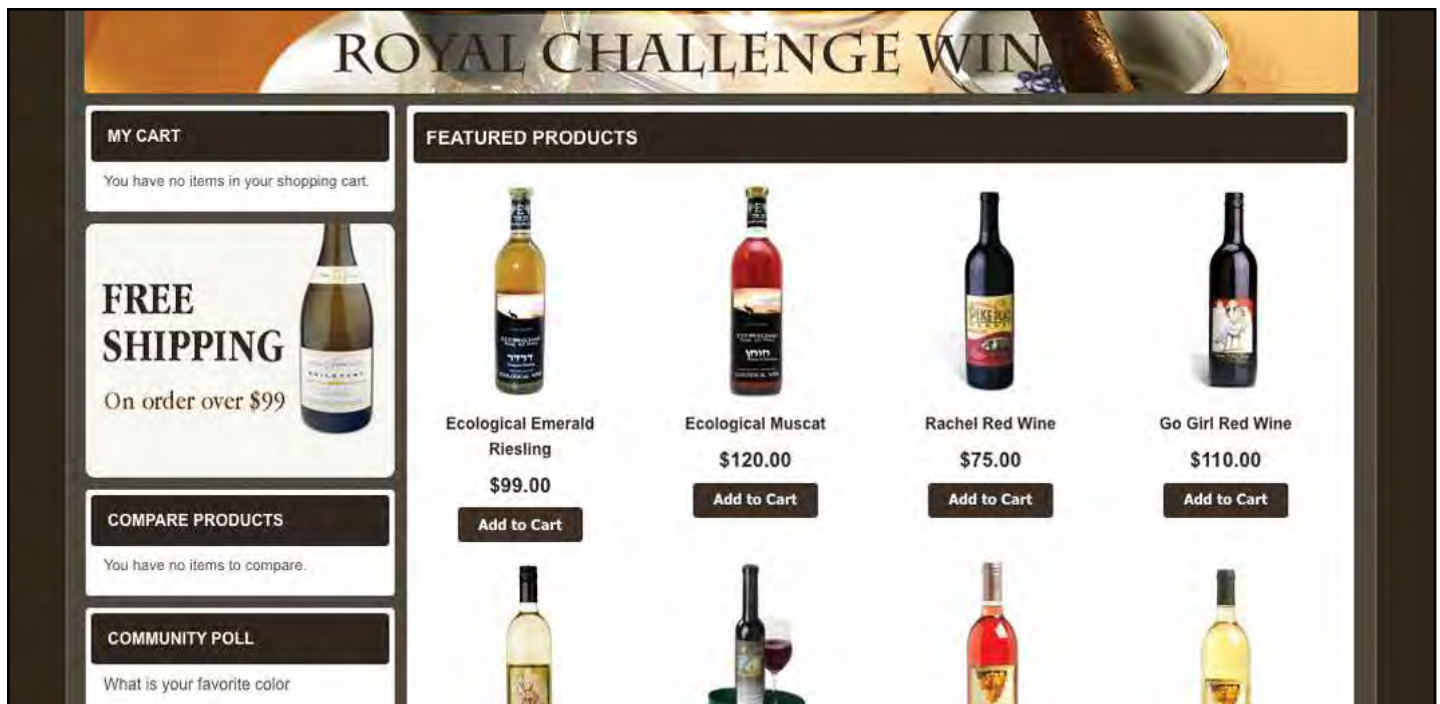 ROYAL CHALLENGE WIN
MY CART
You have no items in your shopping cart.
FREE
SHIPPING
On order over $99
COMPARE PRODUCTS
You have no items to compare.
COMMUNITY POLL
What is your favorite color
FEATURED PRODUCTS
דרדר
חומן
Ecological Emerald
Riesling
$99.00
Add to Cart
Ecological Muscat
$120.00
Add to Cart
Rachel Red Wine
$75.00
Add to Cart
Go Girl Red Wine
$110.00
Add to Cart